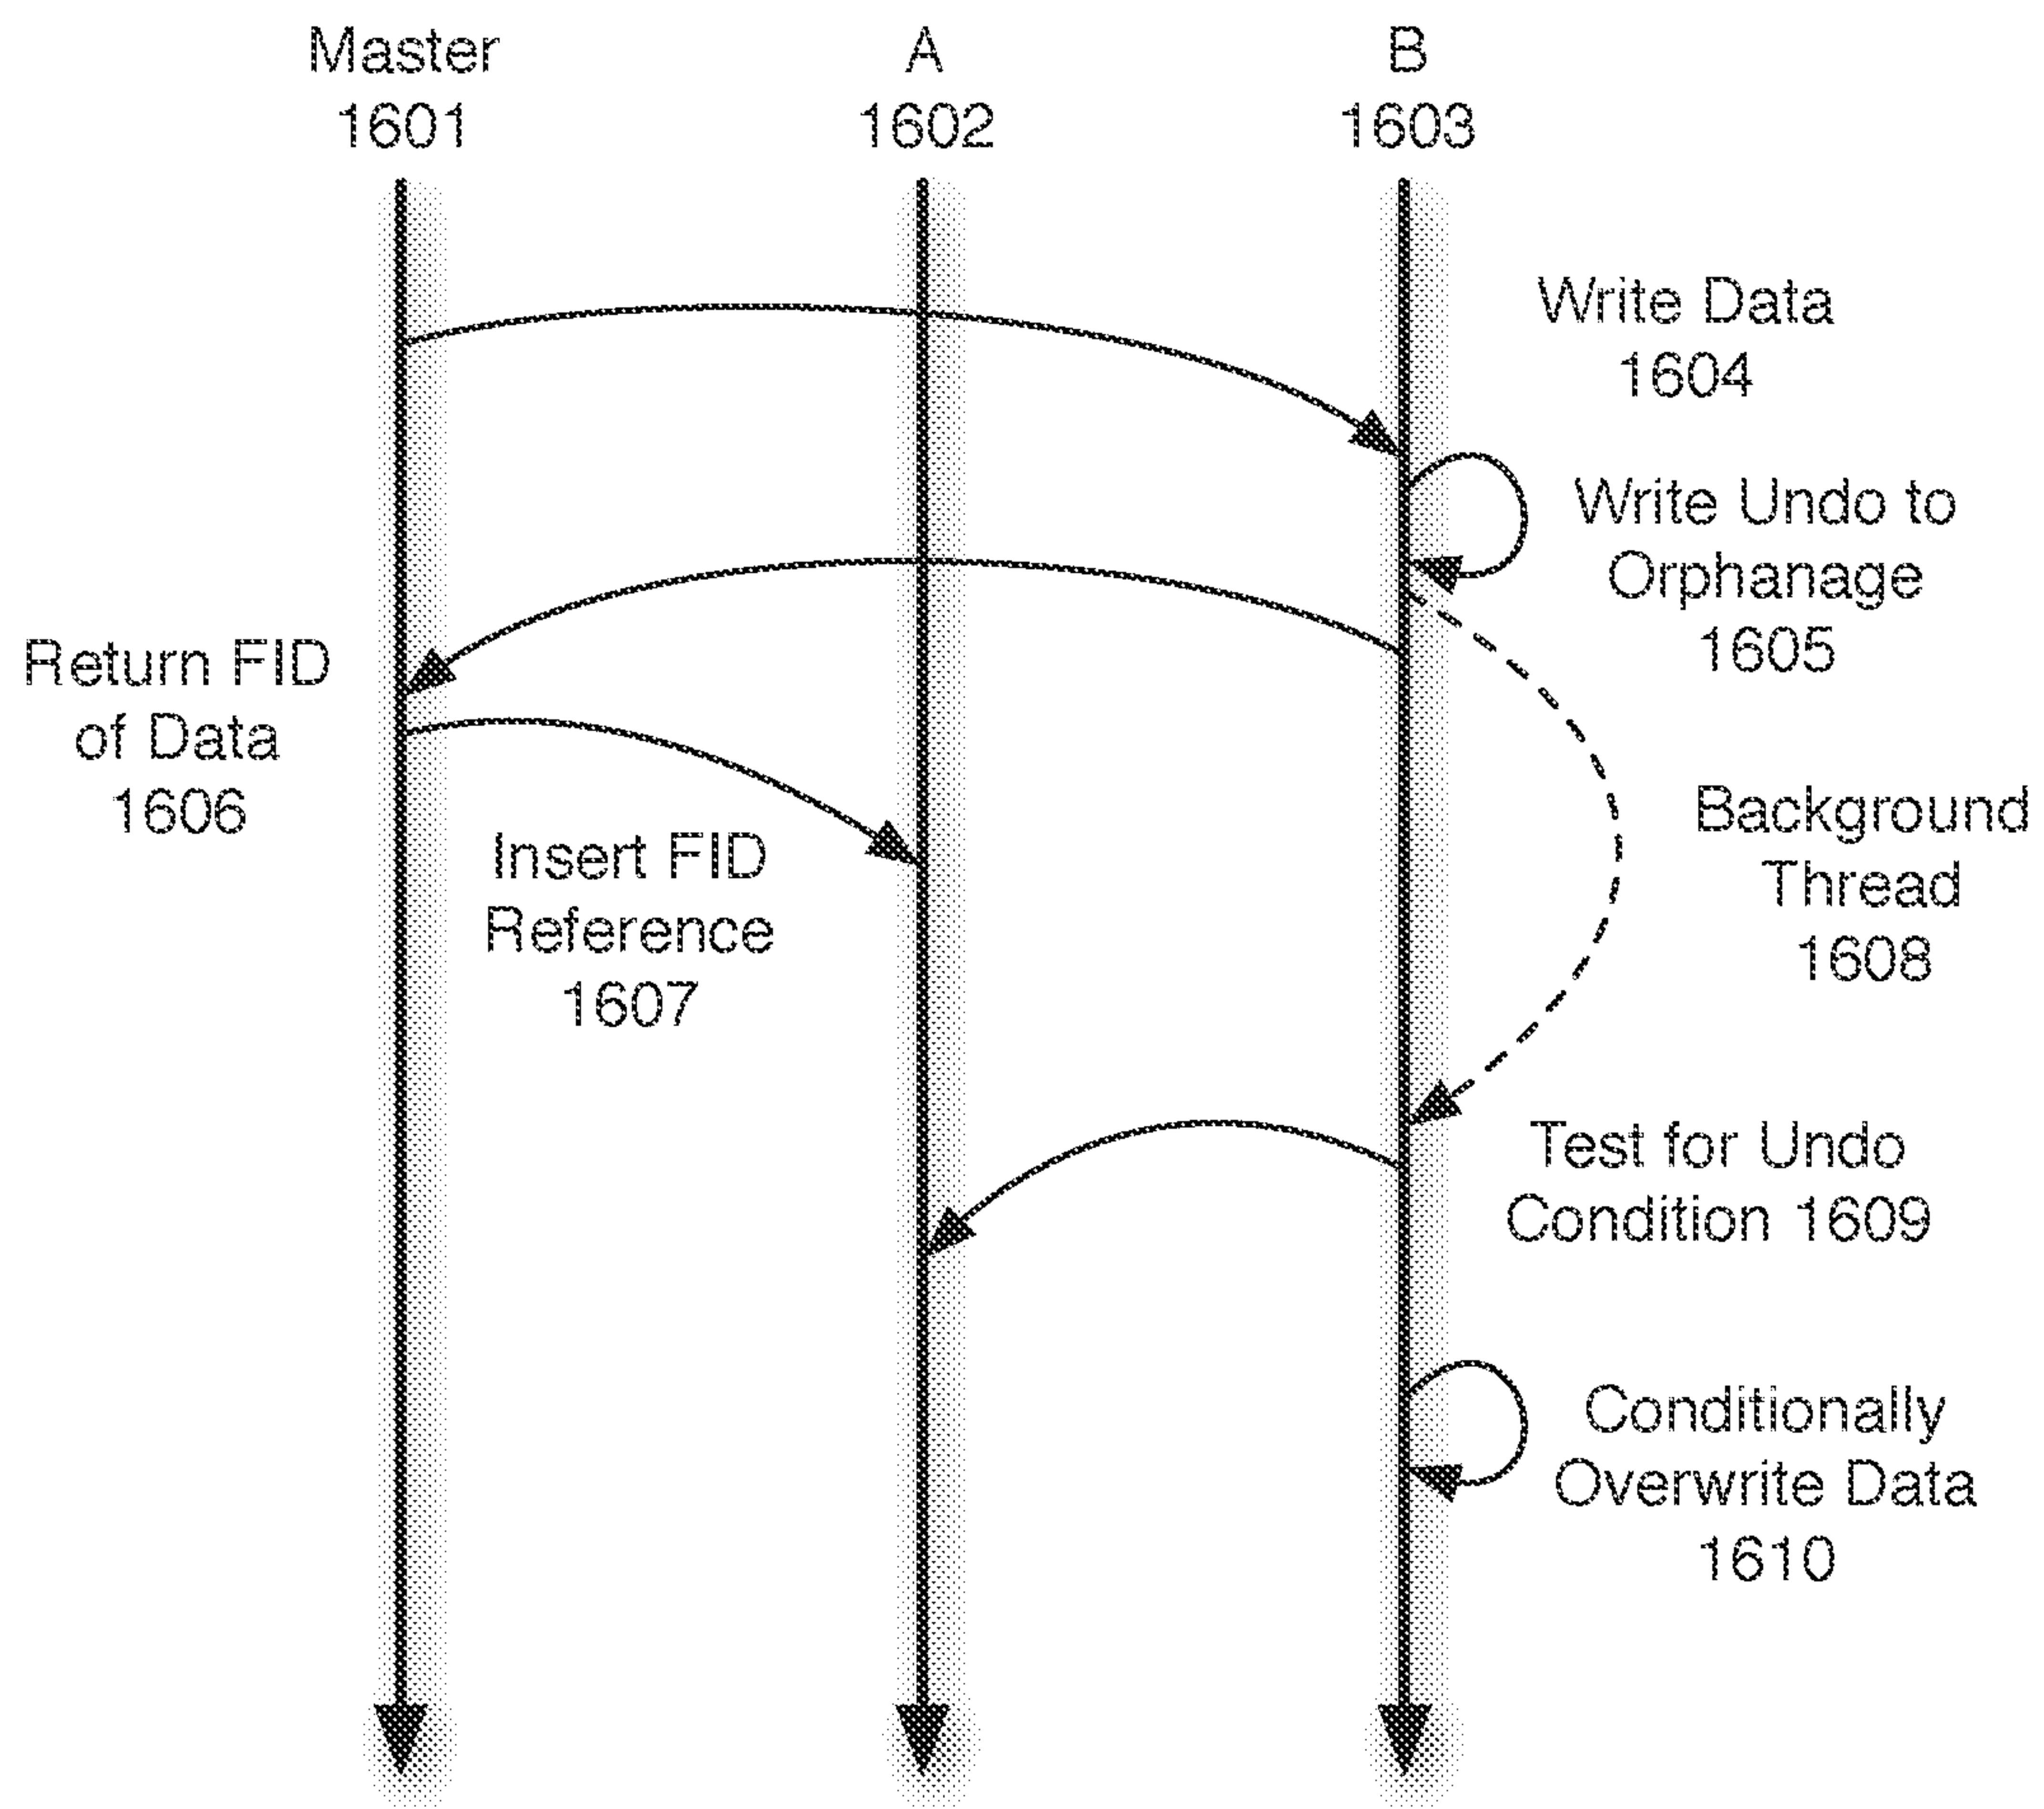 Master
1601
A
1602
B
1603
Write Data
1604
Write Undo to
Orphanage
1605
Return FID
of Data
1606
Insert FID
Reference
1607
Background
Thread
1608
Test for Undo
Condition 1609
Conditionally
Overwrite Data
1610